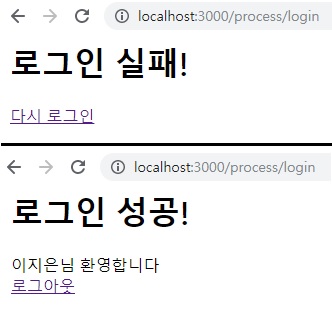 localhost:3000/process/login
로그인 실패!
다시 로그인
localhost:3000/process/login
로그인 성공!
이지은님 환영합니다
로그아웃